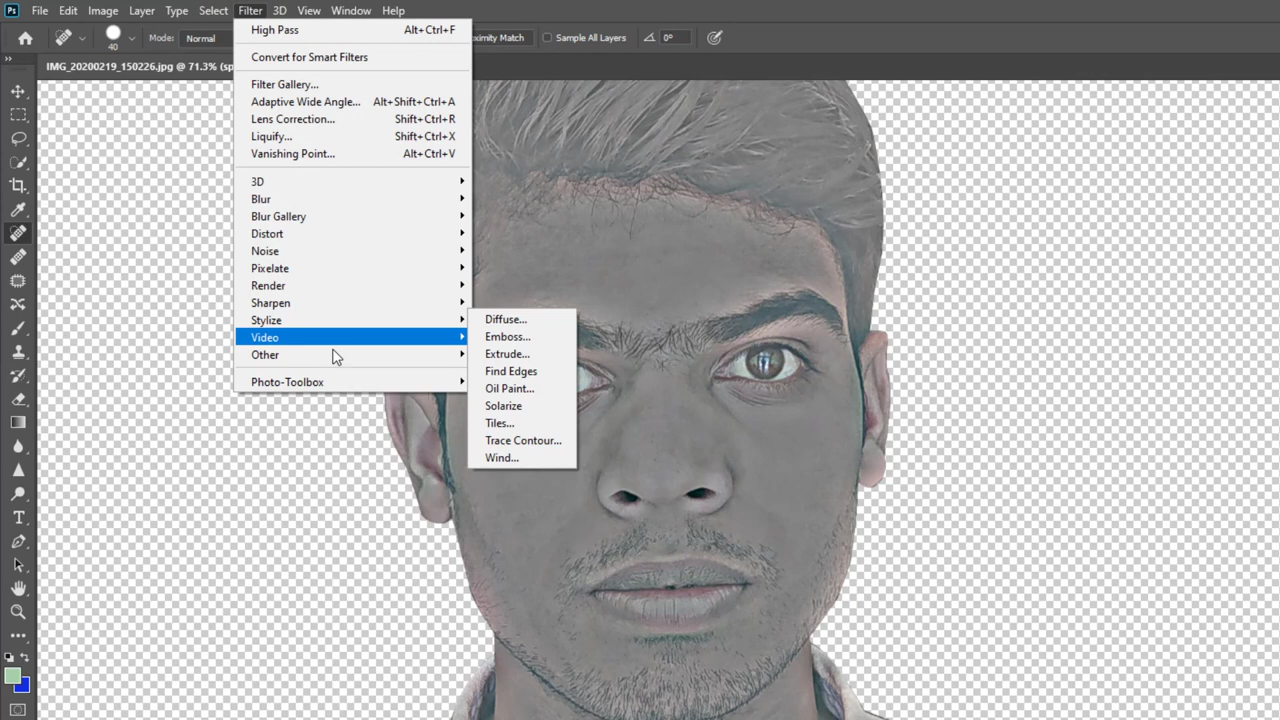 Ps File Edit Image Layer Type Select Filter 3D View Window Help
40 Mode: Normal ximity Match Sample All Layers 0°
IMG_20200219_150226.jpg @ 71.3% (sp
High Pass Alt+Ctrl+F
Convert for Smart Filters
Filter Gallery...
Adaptive Wide Angle... Alt+Shift+Ctrl+A
Lens Correction... Shift+Ctrl+R
Liquify... Shift+Ctrl+X
Vanishing Point... Alt+Ctrl+V
3D
Blur
Blur Gallery
Distort
Noise
Pixelate
Render
Sharpen
Stylize
Video
Other
Photo-Toolbox
Diffuse...
Emboss...
Extrude...
Find Edges
Oil Paint...
Solarize
Tiles...
Trace Contour...
Wind...